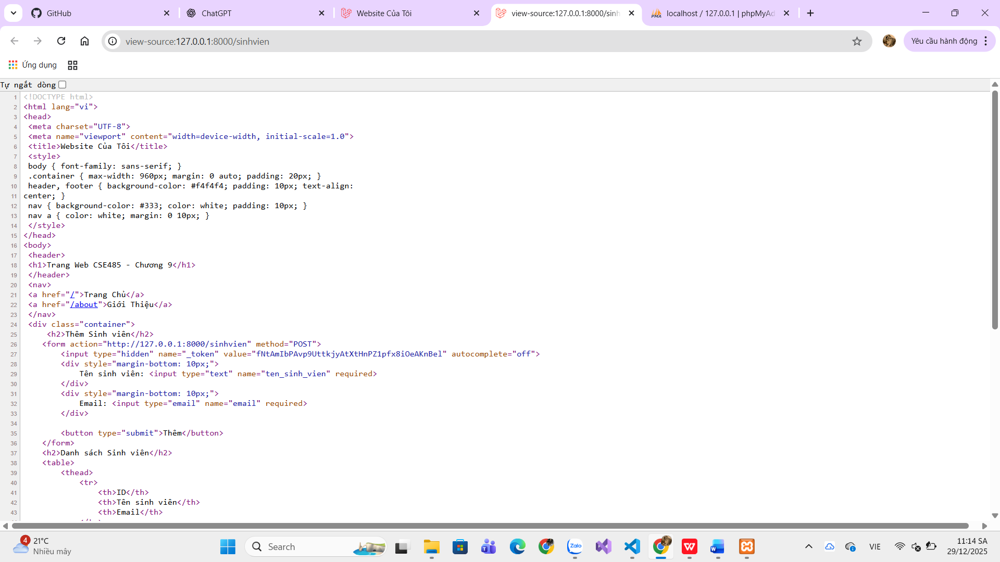 GitHub
ChatGPT
Website Của Tôi
view-source:127.0.0.1:8000/sinh
localhost / 127.0.0.1 | phpMyAd
view-source:127.0.0.1:8000/sinhvien
Yêu cầu hành động
Ứng dụng
Tự ngắt dòng
1 <!DOCTYPE html>
2 <html lang="vi">
3 <head>
4 <meta charset="UTF-8">
5 <meta name="viewport" content="width=device-width, initial-scale=1.0">
6 <title>Website Của Tôi</title>
7 <style>
8 body { font-family: sans-serif; }
9 .container { max-width: 960px; margin: 0 auto; padding: 20px; }
10 header, footer { background-color: #f4f4f4; padding: 10px; text-align:
11 center; }
12 nav { background-color: #333; color: white; padding: 10px; }
13 nav a { color: white; margin: 0 10px; }
14 </style>
15 </head>
16 <body>
17 <header>
18 <h1>Trang Web CSE485 - Chương 9</h1>
19 </header>
20 <nav>
21 <a href="/">Trang Chủ</a>
22 <a href="/about">Giới Thiệu</a>
23 </nav>
24 <div class="container">
25 <h2>Thêm Sinh viên</h2>
26 <form action="http://127.0.0.1:8000/sinhvien" method="POST">
27 <input type="hidden" name="_token" value="fNtAmIbPAvp9UttkjyAtXtHnPZ1pfx8iOeAKnBel" autocomplete="off">
28 <div style="margin-bottom: 10px;">
29 Tên sinh viên: <input type="text" name="ten_sinh_vien" required>
30 </div>
31 <div style="margin-bottom: 10px;">
32 Email: <input type="email" name="email" required>
33 </div>
34
35 <button type="submit">Thêm</button>
36 </form>
37 <h2>Danh sách Sinh viên</h2>
38 <table>
39 <thead>
40 <tr>
41 <th>ID</th>
42 <th>Tên sinh viên</th>
43 <th>Email</th>
4
21°C
Nhiều mây
Search
Zalo
VIE
11:14 SA
29/12/2025